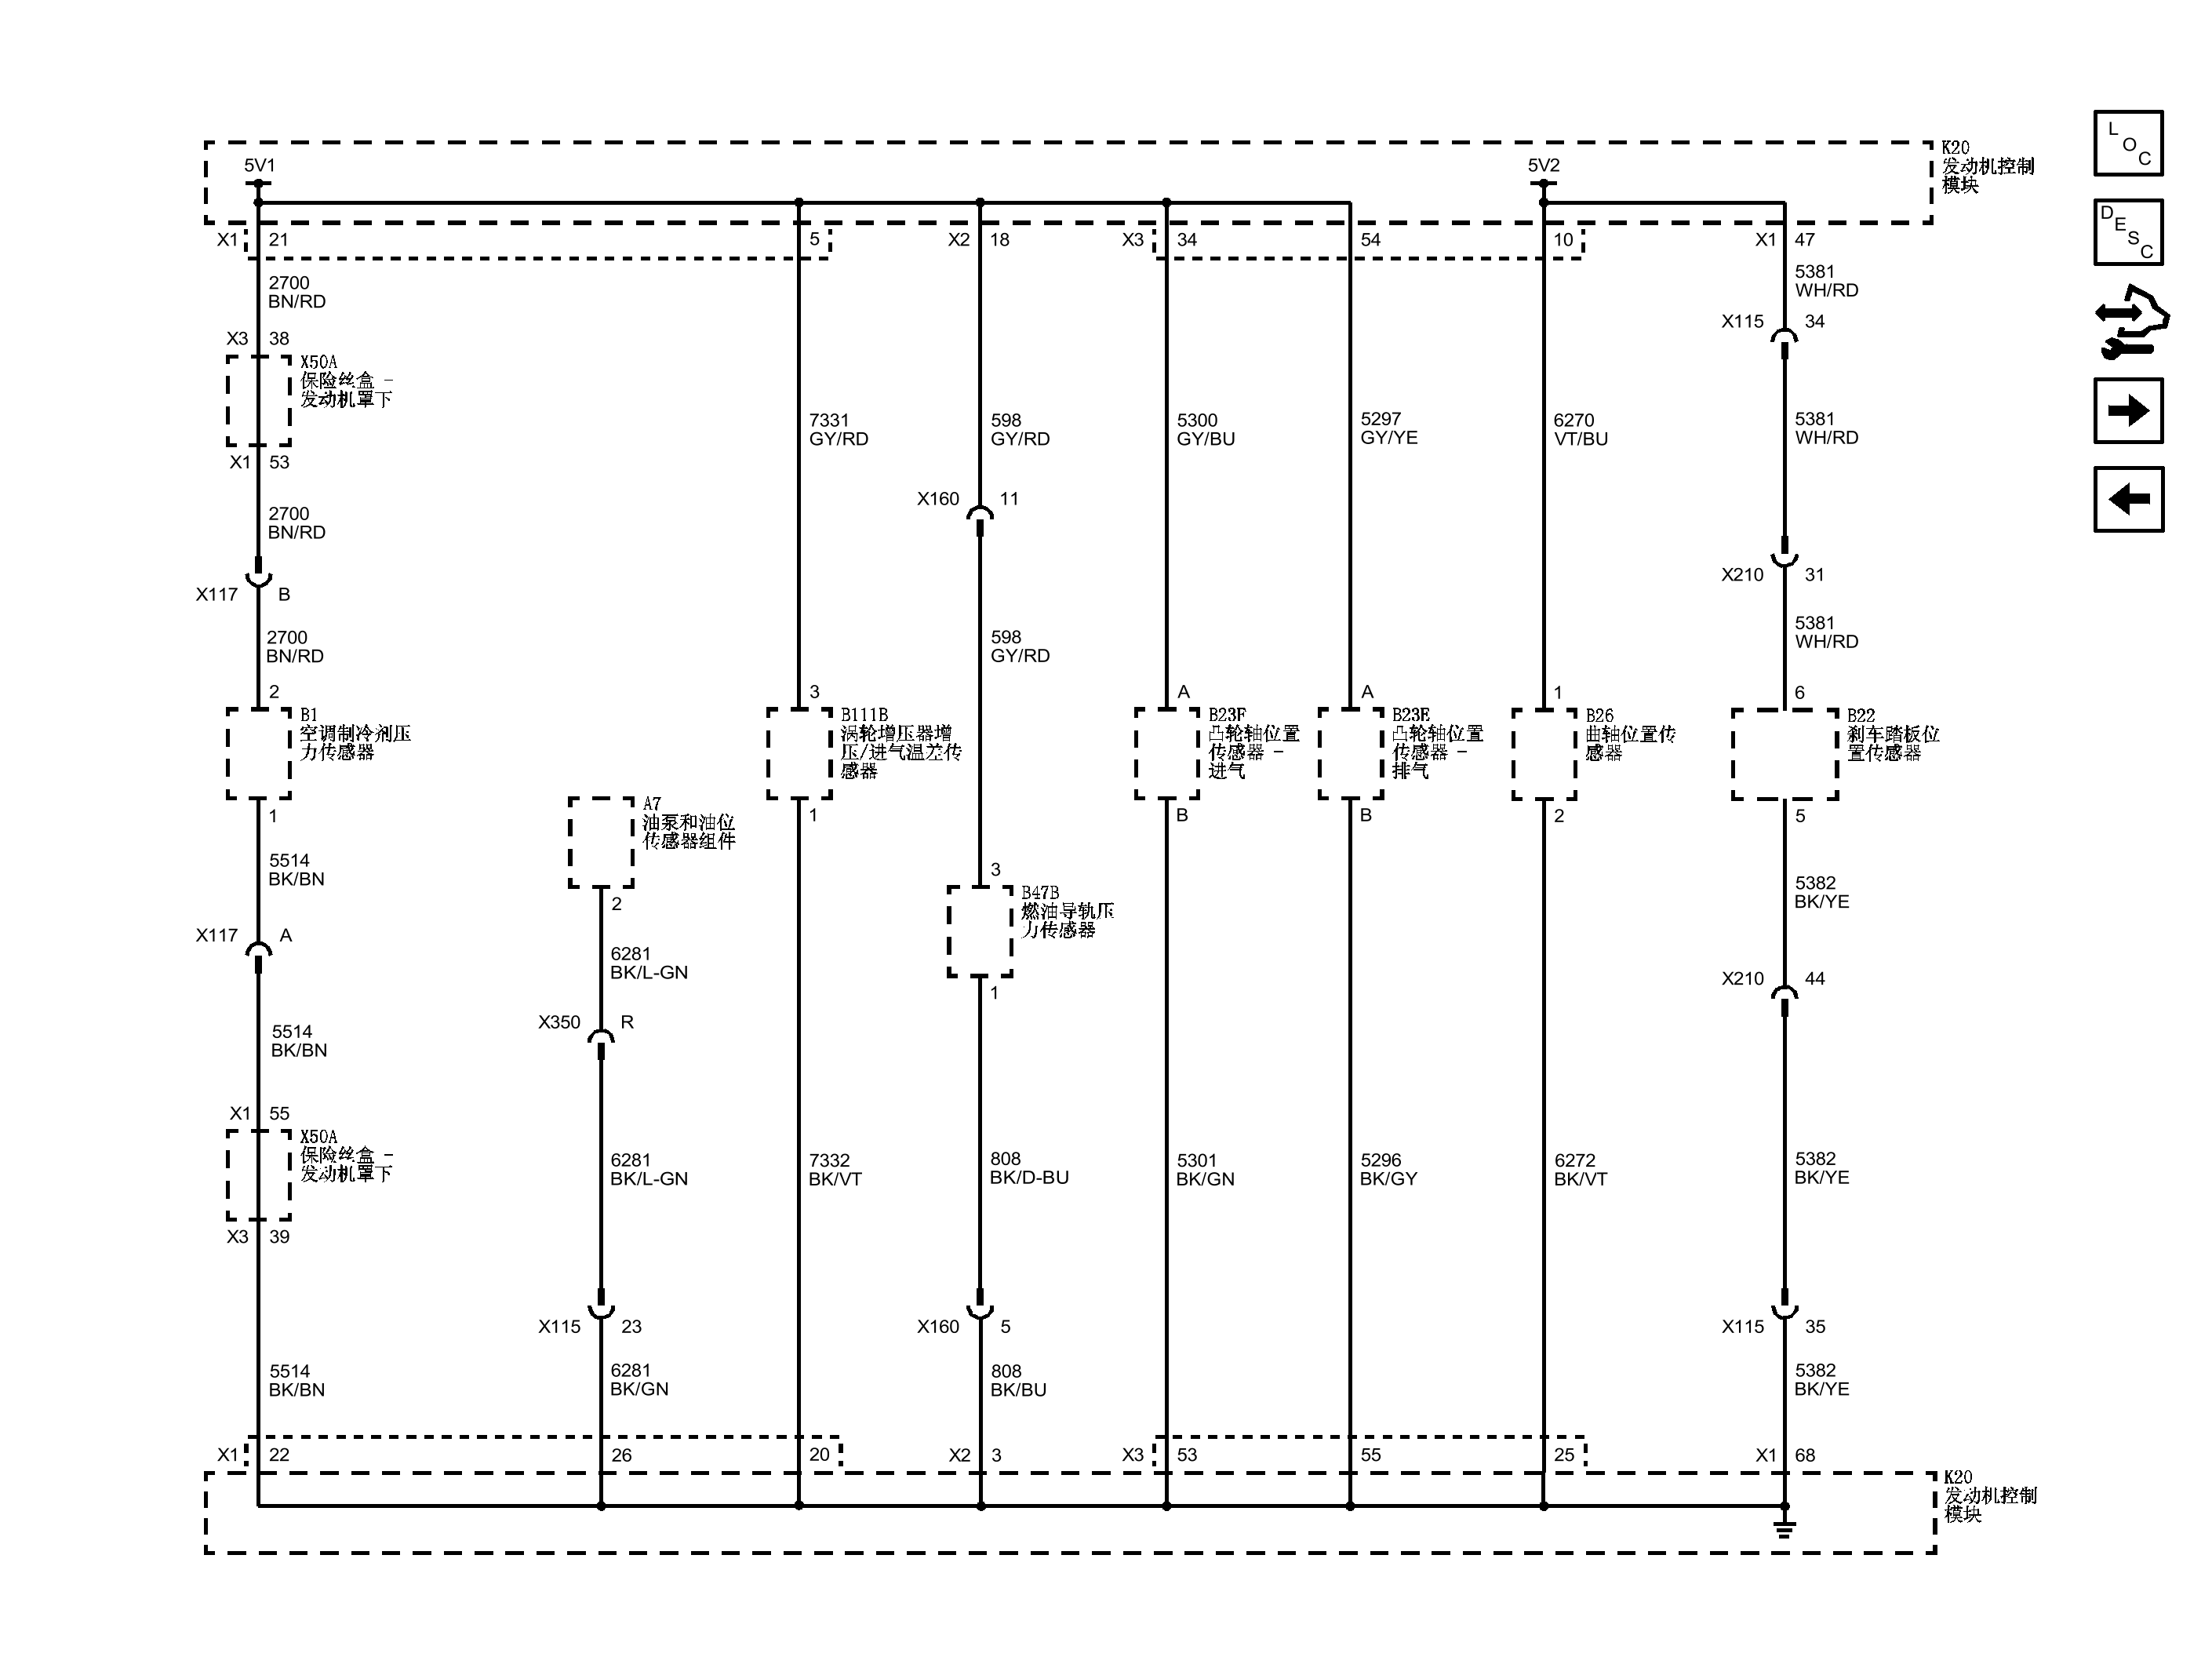 5V1
5V2
K20
发动机控制
模块
L
O
C
D
E
S
C
X1 21
5
X2 18
X3 34
54
10
X1 47
2700
BN/RD
5381
WH/RD
X115 34
X3 38
X50A
保险丝盒 -
发动机罩下
X1 53
7331
GY/RD
598
GY/RD
5300
GY/BU
5297
GY/YE
6270
VT/BU
5381
WH/RD
X160 11
2700
BN/RD
X117 B
X210 31
2700
BN/RD
598
GY/RD
5381
WH/RD
2
B1
空调制冷剂压
力传感器
1
3
B111B
涡轮增压器增
压/进气温差传
感器
1
A
B23F
凸轮轴位置
传感器 -
进气
B
A
B23E
凸轮轴位置
传感器 -
排气
B
1
B26
曲轴位置传
感器
2
6
B22
刹车踏板位
置传感器
5
A7
油泵和油位
传感器组件
2
5514
BK/BN
3
B47B
燃油导轨压
力传感器
1
5382
BK/YE
X117 A
6281
BK/L-GN
X210 44
X350 R
5514
BK/BN
X1 55
X50A
保险丝盒 -
发动机罩下
X3 39
6281
BK/L-GN
7332
BK/VT
808
BK/D-BU
5301
BK/GN
5296
BK/GY
6272
BK/VT
5382
BK/YE
X115 23
X160 5
X115 35
5514
BK/BN
6281
BK/GN
808
BK/BU
5382
BK/YE
X1 22
26
20
X2 3
X3 53
55
25
X1 68
K20
发动机控制
模块